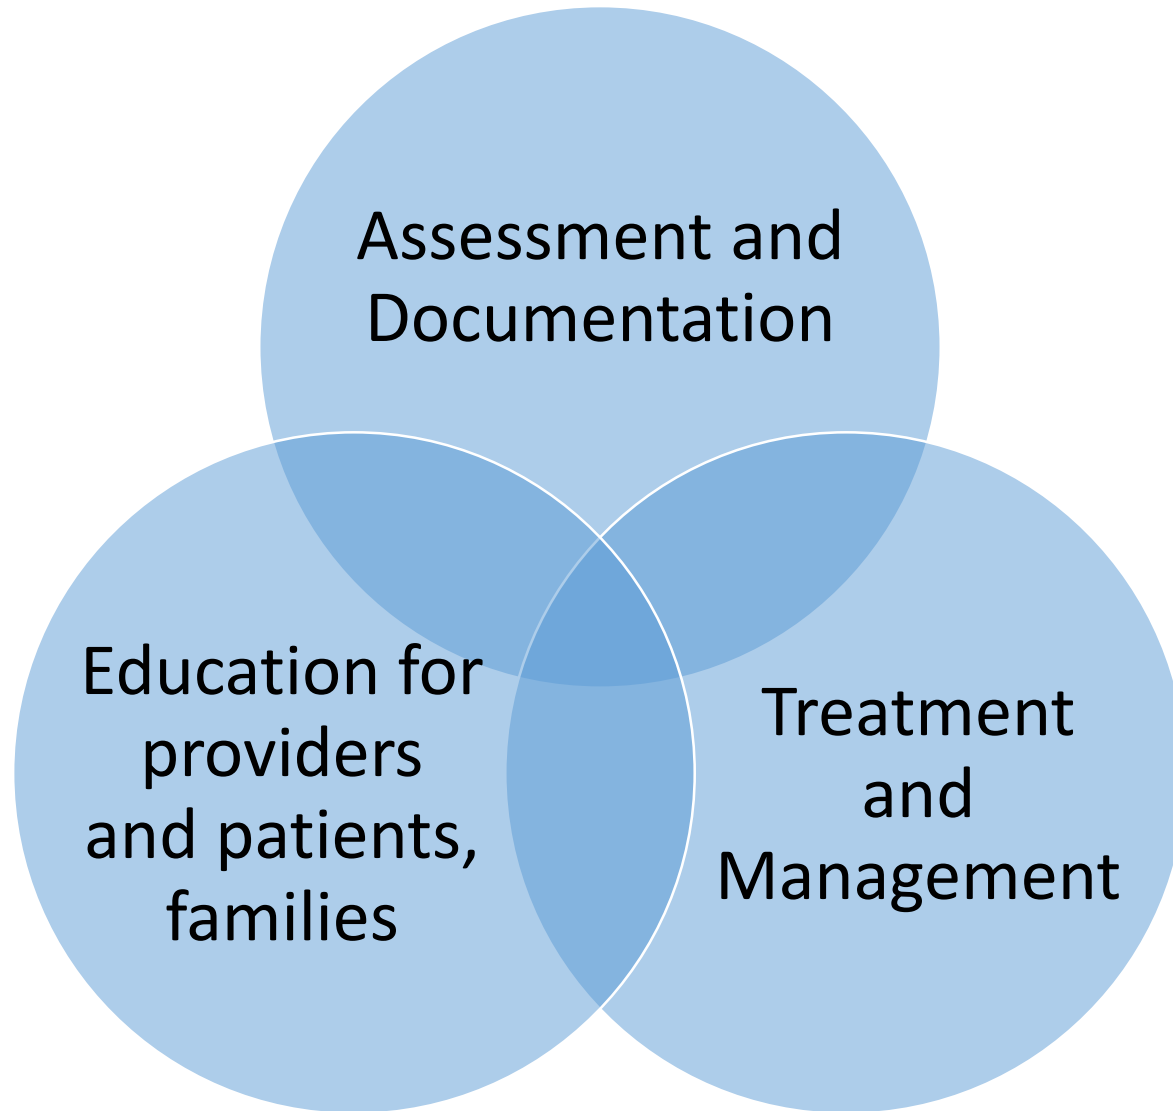 Assessment and
Documentation
Education for
providers
and patients,
families
Treatment
and
Management